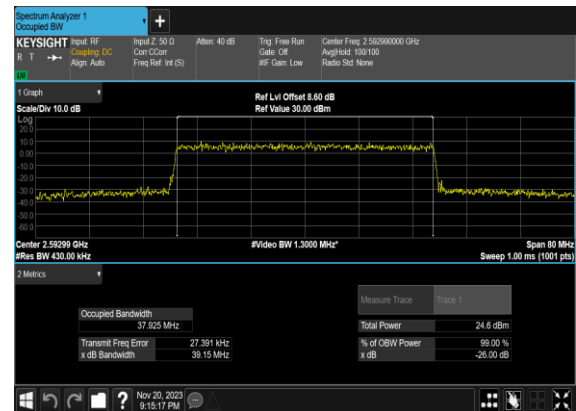 Spectrum Analyzer 1
Occupied BW
KEYSIGHT
R T
LXI
Input: RF
Coupling: DC
Align: Auto
Input Z: 50 Ω
Corr CCorr
Freq Ref: Int (S)
Atten: 40 dB
Trig: Free Run
Gate: Off
#IF Gain: Low
Center Freq: 2.592990000 GHz
Avg|Hold: 100/100
Radio Std: None
1 Graph
Scale/Div 10.0 dB
Ref Lvl Offset 8.60 dB
Ref Value 30.00 dBm
Log
20.0
10.0
0.00
-10.0
-20.0
-30.0
-40.0
-50.0
-60.0
Center 2.59299 GHz
#Res BW 430.00 kHz
#Video BW 1.3000 MHz*
Span 80 MHz
Sweep 1.00 ms (1001 pts)
2 Metrics
Measure Trace
Trace 1
Occupied Bandwidth
37.925 MHz
Total Power
24.6 dBm
Transmit Freq Error
27.391 kHz
% of OBW Power
99.00 %
x dB Bandwidth
39.15 MHz
x dB
-26.00 dB
?
Nov 20, 2023
9:15:17 PM